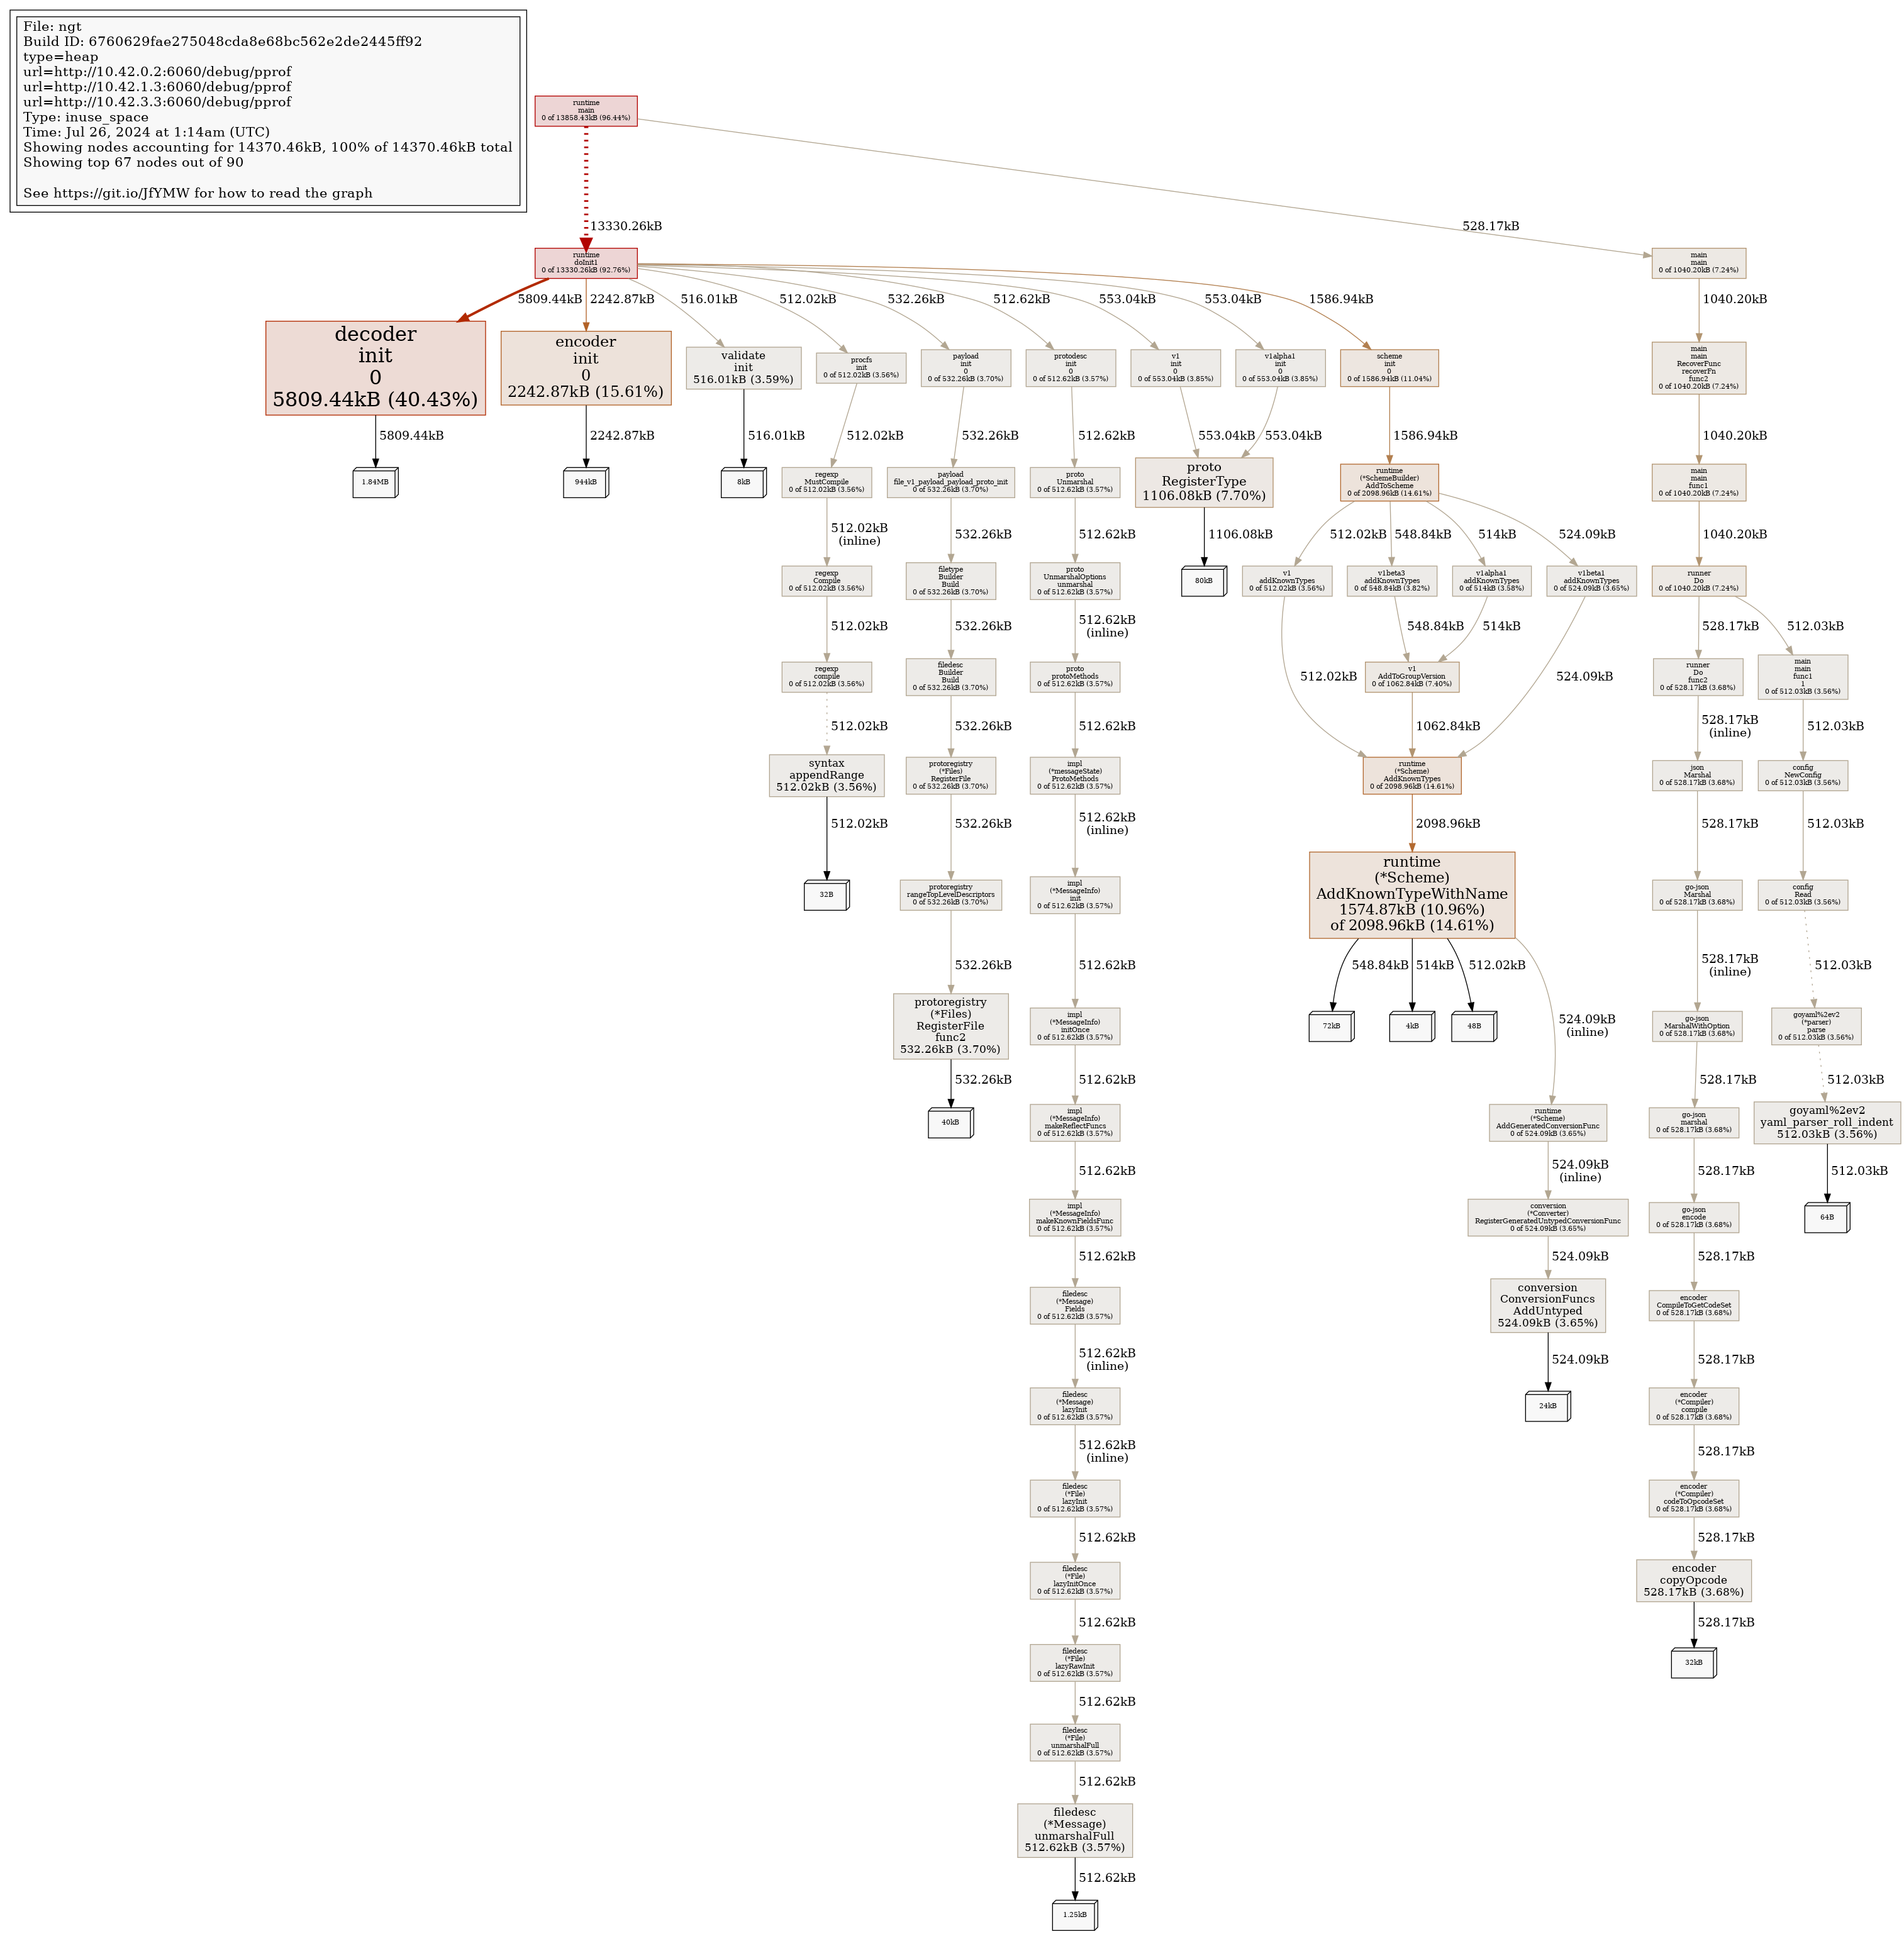 File: ngt
Build ID: 6760629fae275048cda8e68bc562e2de2445ff92
type=heap
url=http://10.42.0.2:6060/debug/pprof
url=http://10.42.1.3:6060/debug/pprof
url=http://10.42.3.3:6060/debug/pprof
Type: inuse_space
Time: Jul 26, 2024 at 1:14am (UTC)
Showing nodes accounting for 14370.46kB, 100% of 14370.46kB total
Showing top 67 nodes out of 90
See https://git.io/JfYMW for how to read the graph
runtime
main
0 of 13858.43kB (96.44%)
13330.26kB
528.17kB
runtime
doInit1
0 of 13330.26kB (92.76%)
main
main
0 of 1040.20kB (7.24%)
5809.44kB
2242.87kB
516.01kB
512.02kB
532.26kB
512.62kB
553.04kB
553.04kB
1586.94kB
1040.20kB
decoder
init
0
5809.44kB (40.43%)
encoder
init
0
2242.87kB (15.61%)
validate
init
516.01kB (3.59%)
procfs
init
0 of 512.02kB (3.56%)
payload
init
0
0 of 532.26kB (3.70%)
protodesc
init
0
0 of 512.62kB (3.57%)
v1
init
0
0 of 553.04kB (3.85%)
v1alpha1
init
0
0 of 553.04kB (3.85%)
scheme
init
0
0 of 1586.94kB (11.04%)
main
main
RecoverFunc
recoverFn
func2
0 of 1040.20kB (7.24%)
5809.44kB
2242.87kB
516.01kB
512.02kB
532.26kB
512.62kB
553.04kB
553.04kB
1586.94kB
1040.20kB
1.84MB
944kB
8kB
regexp
MustCompile
0 of 512.02kB (3.56%)
payload
file_v1_payload_payload_proto_init
0 of 532.26kB (3.70%)
proto
Unmarshal
0 of 512.62kB (3.57%)
proto
RegisterType
1106.08kB (7.70%)
runtime
(*SchemeBuilder)
AddToScheme
0 of 2098.96kB (14.61%)
main
main
func1
0 of 1040.20kB (7.24%)
512.02kB
(inline)
532.26kB
512.62kB
1106.08kB
512.02kB
548.84kB
514kB
524.09kB
1040.20kB
regexp
Compile
0 of 512.02kB (3.56%)
filetype
Builder
Build
0 of 532.26kB (3.70%)
proto
UnmarshalOptions
unmarshal
0 of 512.62kB (3.57%)
80kB
v1
addKnownTypes
0 of 512.02kB (3.56%)
v1beta3
addKnownTypes
0 of 548.84kB (3.82%)
v1alpha1
addKnownTypes
0 of 514kB (3.58%)
v1beta1
addKnownTypes
0 of 524.09kB (3.65%)
runner
Do
0 of 1040.20kB (7.24%)
512.02kB
532.26kB
512.62kB
(inline)
548.84kB
514kB
528.17kB
512.03kB
regexp
compile
0 of 512.02kB (3.56%)
filedesc
Builder
Build
0 of 532.26kB (3.70%)
proto
protoMethods
0 of 512.62kB (3.57%)
512.02kB
v1
AddToGroupVersion
0 of 1062.84kB (7.40%)
524.09kB
runner
Do
func2
0 of 528.17kB (3.68%)
main
main
func1
1
0 of 512.03kB (3.56%)
512.02kB
532.26kB
512.62kB
1062.84kB
528.17kB
(inline)
512.03kB
syntax
appendRange
512.02kB (3.56%)
protoregistry
(*Files)
RegisterFile
0 of 532.26kB (3.70%)
impl
(*messageState)
ProtoMethods
0 of 512.62kB (3.57%)
runtime
(*Scheme)
AddKnownTypes
0 of 2098.96kB (14.61%)
json
Marshal
0 of 528.17kB (3.68%)
config
NewConfig
0 of 512.03kB (3.56%)
512.02kB
532.26kB
512.62kB
(inline)
2098.96kB
528.17kB
512.03kB
32B
protoregistry
rangeTopLevelDescriptors
0 of 532.26kB (3.70%)
impl
(*MessageInfo)
init
0 of 512.62kB (3.57%)
runtime
(*Scheme)
AddKnownTypeWithName
1574.87kB (10.96%)
of 2098.96kB (14.61%)
go-json
Marshal
0 of 528.17kB (3.68%)
config
Read
0 of 512.03kB (3.56%)
532.26kB
512.62kB
548.84kB
514kB
512.02kB
528.17kB
(inline)
512.03kB
protoregistry
(*Files)
RegisterFile
func2
532.26kB (3.70%)
impl
(*MessageInfo)
initOnce
0 of 512.62kB (3.57%)
72kB
4kB
48B
524.09kB
(inline)
go-json
MarshalWithOption
0 of 528.17kB (3.68%)
goyaml%2ev2
(*parser)
parse
0 of 512.03kB (3.56%)
532.26kB
512.62kB
528.17kB
512.03kB
40kB
impl
(*MessageInfo)
makeReflectFuncs
0 of 512.62kB (3.57%)
runtime
(*Scheme)
AddGeneratedConversionFunc
0 of 524.09kB (3.65%)
go-json
marshal
0 of 528.17kB (3.68%)
goyaml%2ev2
yaml_parser_roll_indent
512.03kB (3.56%)
512.62kB
524.09kB
(inline)
528.17kB
512.03kB
impl
(*MessageInfo)
makeKnownFieldsFunc
0 of 512.62kB (3.57%)
conversion
(*Converter)
RegisterGeneratedUntypedConversionFunc
0 of 524.09kB (3.65%)
go-json
encode
0 of 528.17kB (3.68%)
64B
512.62kB
524.09kB
528.17kB
filedesc
(*Message)
Fields
0 of 512.62kB (3.57%)
conversion
ConversionFuncs
AddUntyped
524.09kB (3.65%)
encoder
CompileToGetCodeSet
0 of 528.17kB (3.68%)
512.62kB
(inline)
524.09kB
528.17kB
filedesc
(*Message)
lazyInit
0 of 512.62kB (3.57%)
24kB
encoder
(*Compiler)
compile
0 of 528.17kB (3.68%)
512.62kB
(inline)
528.17kB
filedesc
(*File)
lazyInit
0 of 512.62kB (3.57%)
encoder
(*Compiler)
codeToOpcodeSet
0 of 528.17kB (3.68%)
512.62kB
528.17kB
filedesc
(*File)
lazyInitOnce
0 of 512.62kB (3.57%)
encoder
copyOpcode
528.17kB (3.68%)
512.62kB
528.17kB
filedesc
(*File)
lazyRawInit
0 of 512.62kB (3.57%)
32kB
512.62kB
filedesc
(*File)
unmarshalFull
0 of 512.62kB (3.57%)
512.62kB
filedesc
(*Message)
unmarshalFull
512.62kB (3.57%)
512.62kB
1.25kB